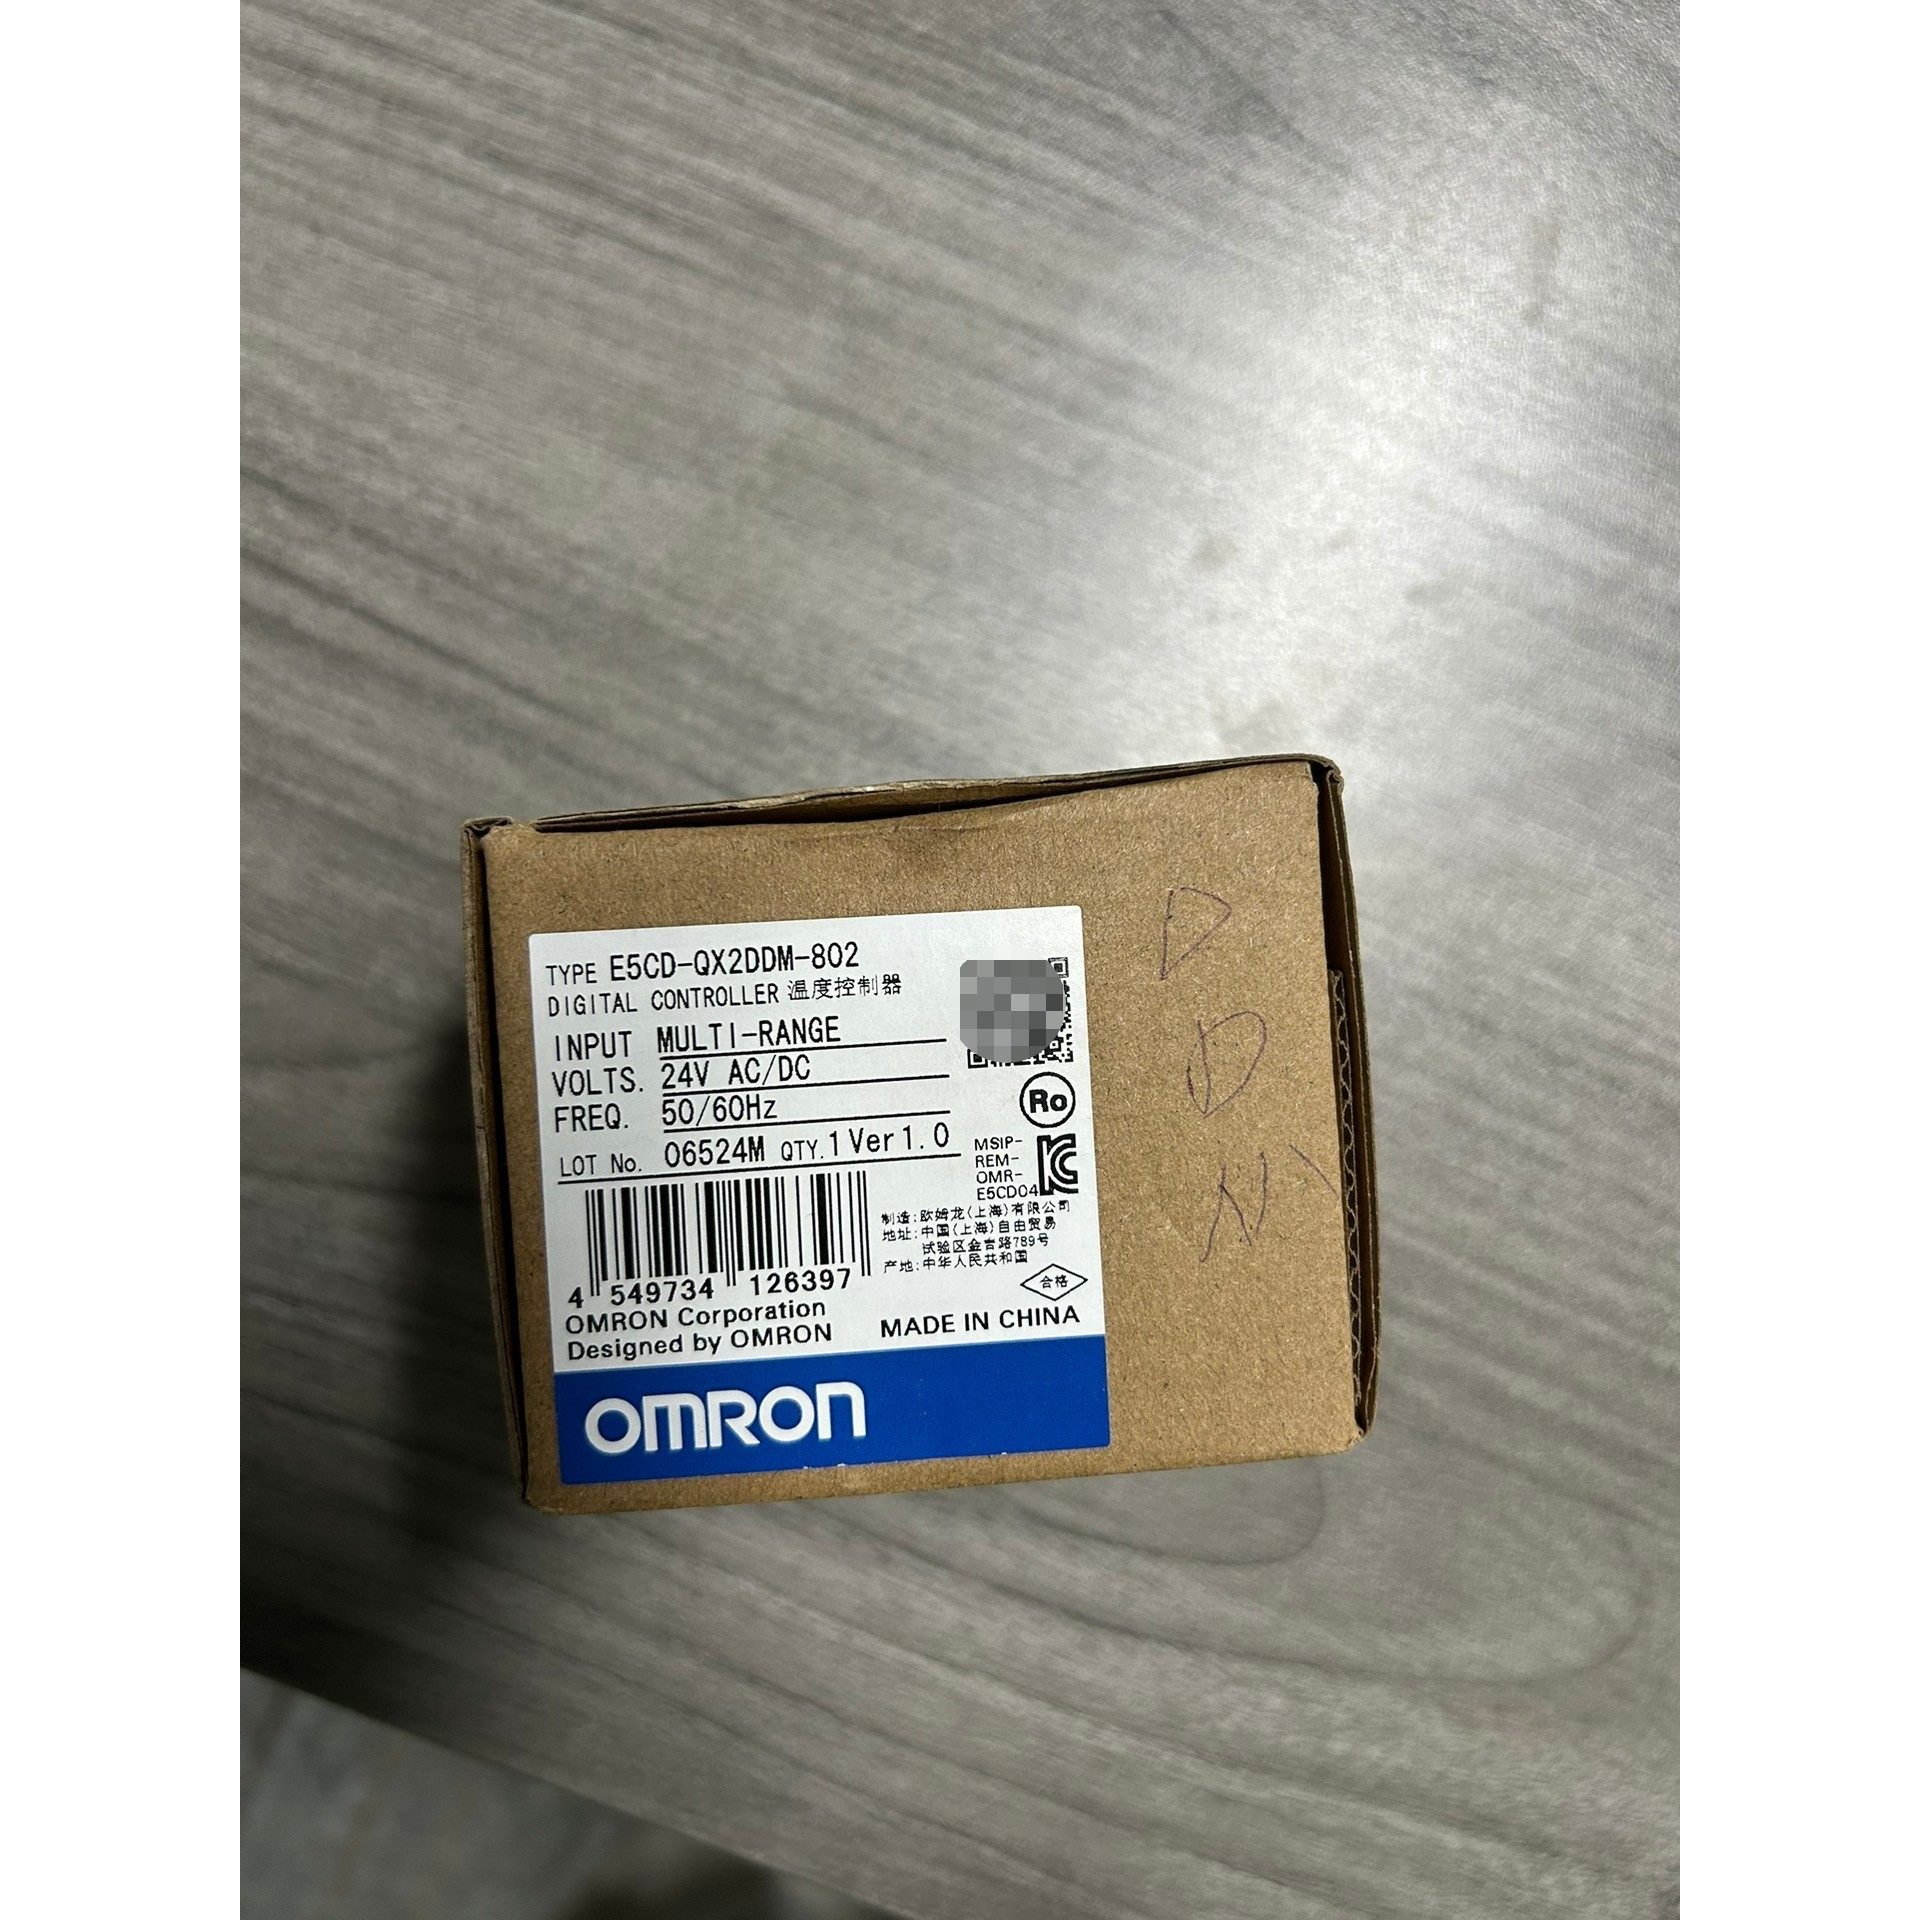 TYPE E5CD-QX2DDM-802
DIGITAL CONTROLLER 温度控制器
INPUT MULTI-RANGE
VOLTS. 24V AC/DC
FREQ. 50/60Hz
LOT No. 06524M QTY.1 Ver1.0
Ro
MSIP-
REM-
OMR-
E5CD04
制造:欧姆龙(上海)有限公司
地址:中国(上海)自由贸易
试验区金吉路789号
产地:中华人民共和国
合格
4 549734 126397
OMRON Corporation
Designed by OMRON
MADE IN CHINA
OMRON
D
D